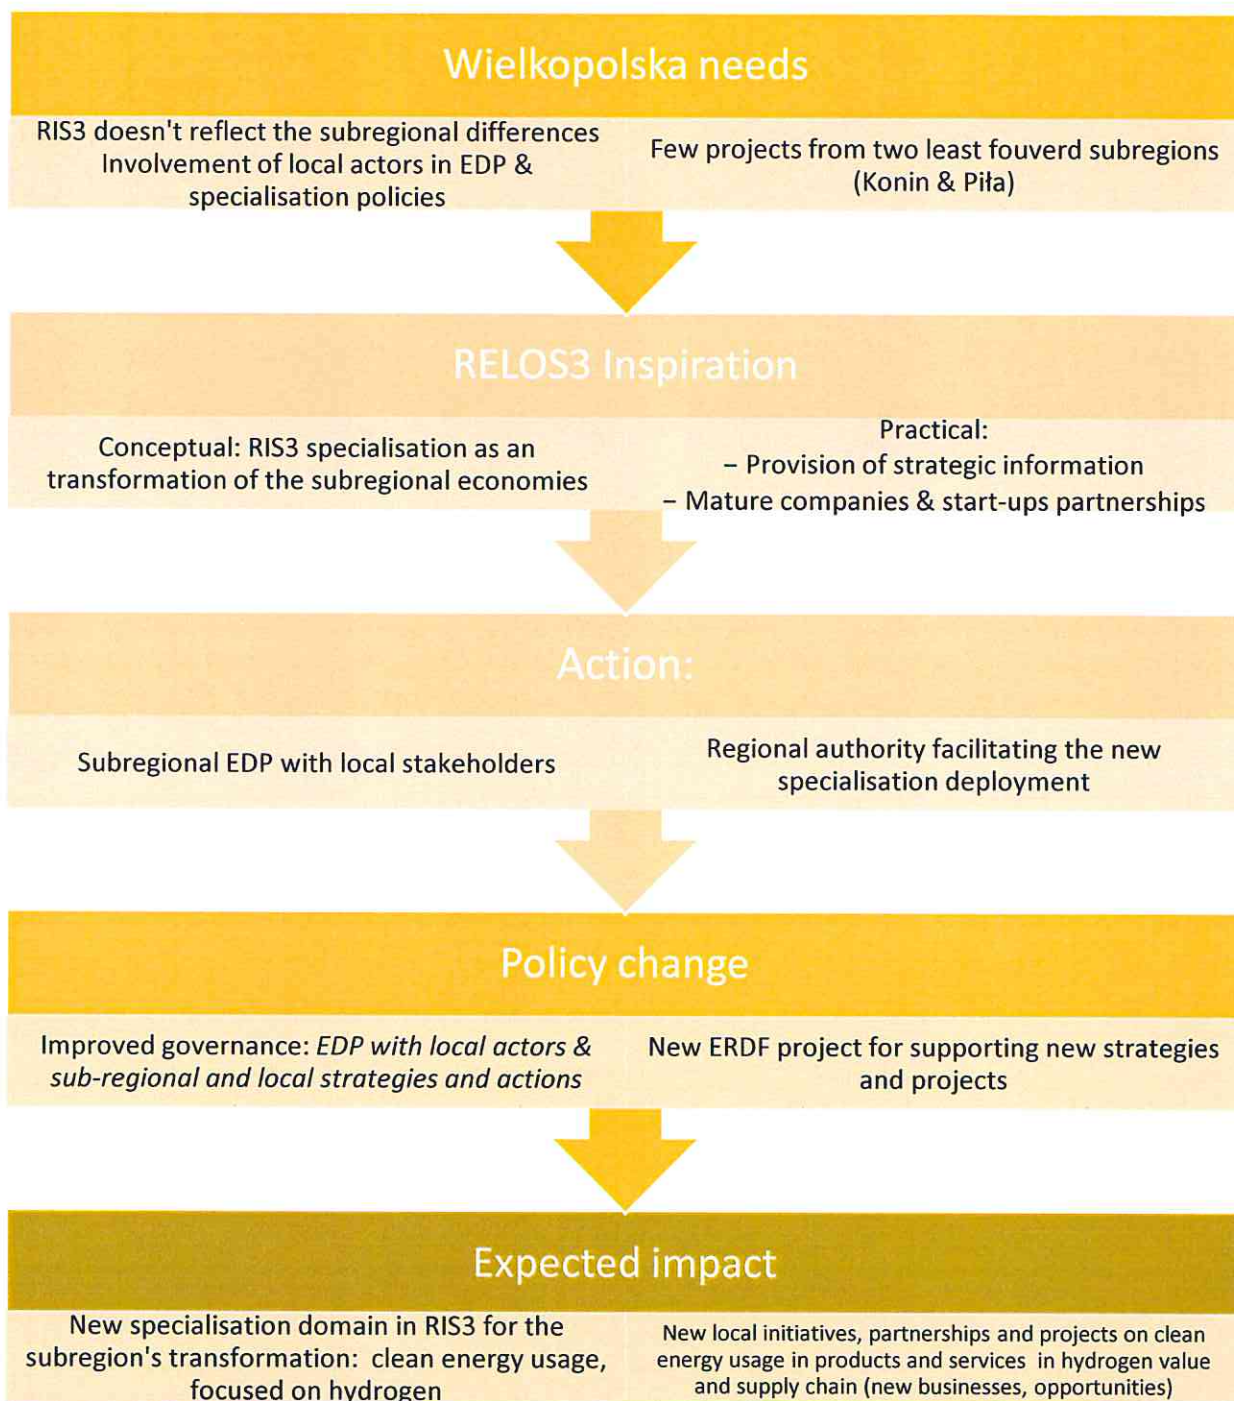 Wielkopolska needs
RIS3 doesn't reflect the subregional differences
Involvement of local actors in EDP &
specialisation policies
Few projects from two least fouverd subregions
(Konin & Piła)
RELOS3 Inspiration
Conceptual: RIS3 specialisation as an
transformation of the subregional economies
Practical:
– Provision of strategic information
– Mature companies & start-ups partnerships
Action:
Subregional EDP with local stakeholders
Regional authority facilitating the new
specialisation deployment
Policy change
Improved governance: EDP with local actors &
sub-regional and local strategies and actions
New ERDF project for supporting new strategies
and projects
Expected impact
New specialisation domain in RIS3 for the
subregion's transformation: clean energy usage,
focused on hydrogen
New local initiatives, partnerships and projects on clean
energy usage in products and services in hydrogen value
and supply chain (new businesses, opportunities)